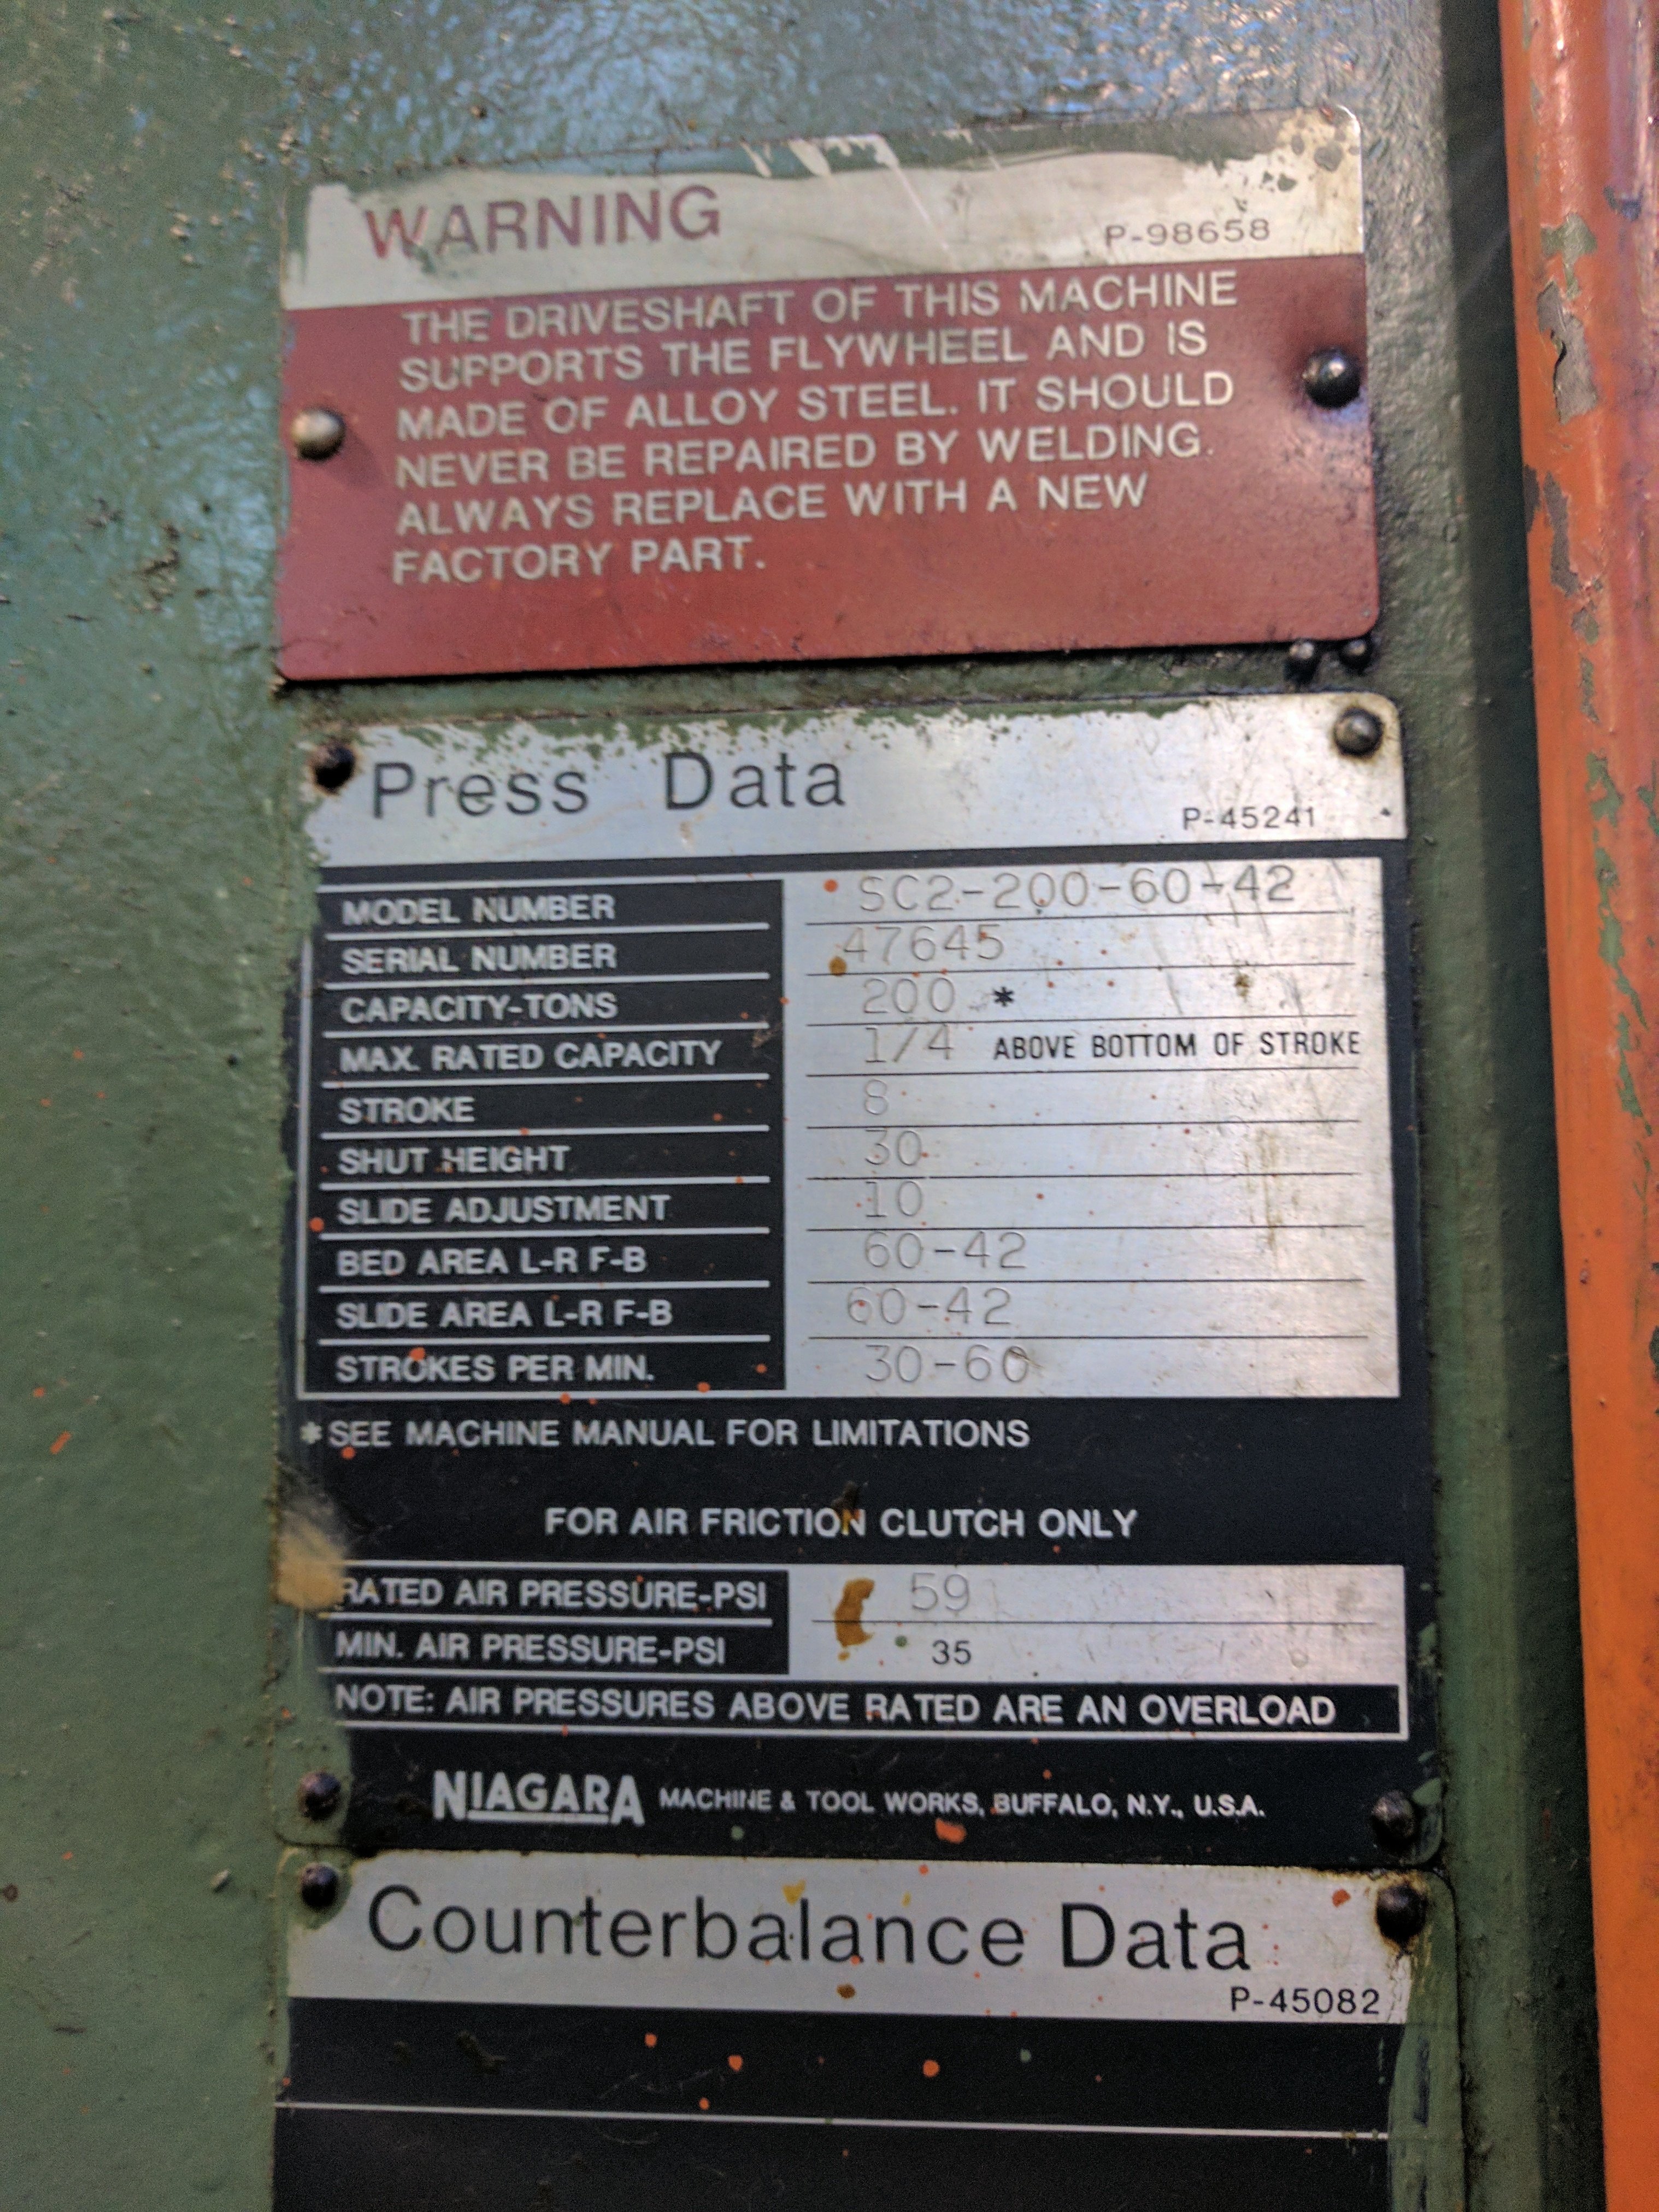 WARNING P-98658
THE DRIVESHAFT OF THIS MACHINE
SUPPORTS THE FLYWHEEL AND IS
MADE OF ALLOY STEEL. IT SHOULD
NEVER BE REPAIRED BY WELDING.
ALWAYS REPLACE WITH A NEW
FACTORY PART.
Press Data P-45241
MODEL NUMBER SC2-200-60-42
SERIAL NUMBER 47645
CAPACITY-TONS 200 *
MAX. RATED CAPACITY 1/4 ABOVE BOTTOM OF STROKE
STROKE 8
SHUT HEIGHT 30
SLIDE ADJUSTMENT 10
BED AREA L-R F-B 60-42
SLIDE AREA L-R F-B 60-42
STROKES PER MIN. 30-60
*SEE MACHINE MANUAL FOR LIMITATIONS
FOR AIR FRICTION CLUTCH ONLY
RATED AIR PRESSURE-PSI 59
MIN. AIR PRESSURE-PSI 35
NOTE: AIR PRESSURES ABOVE RATED ARE AN OVERLOAD
NIAGARA MACHINE & TOOL WORKS, BUFFALO, N.Y., U.S.A.
Counterbalance Data
P-45082